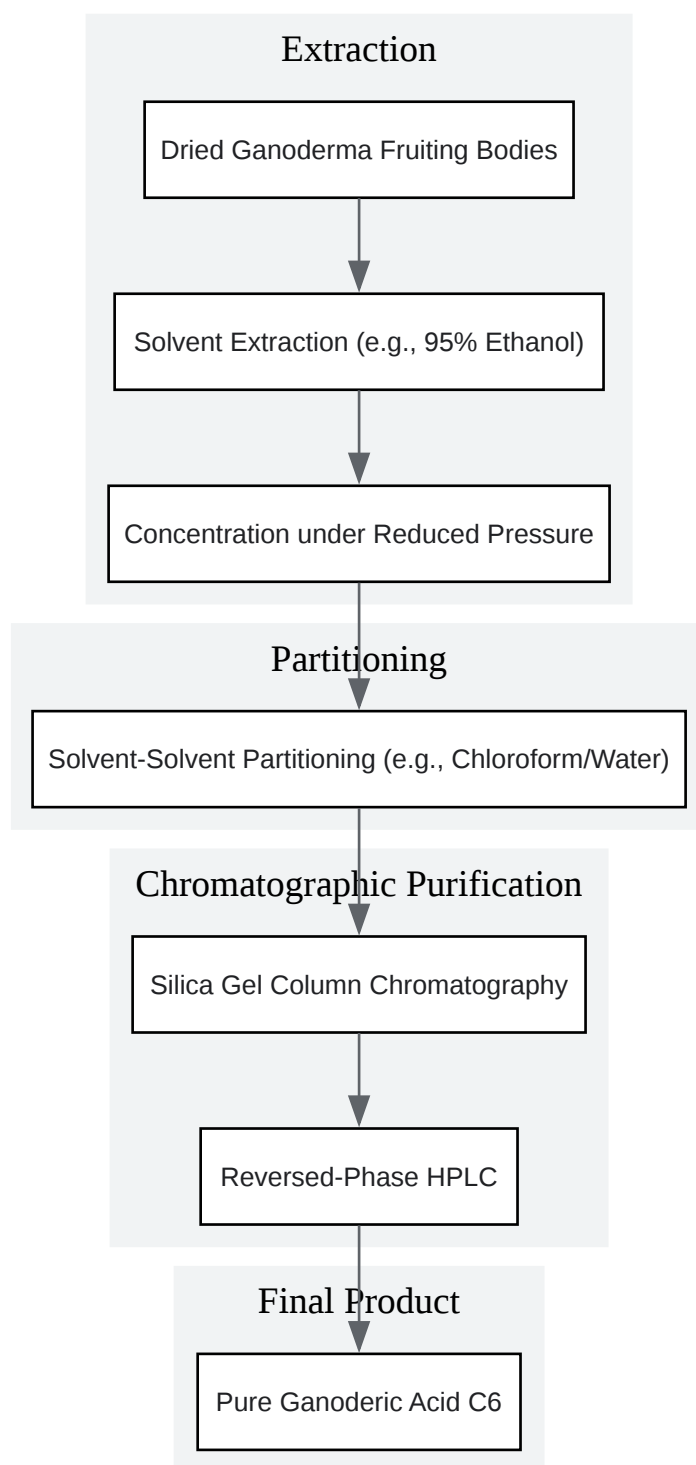 Extraction
Dried Ganoderma Fruiting Bodies
Solvent Extraction (e.g., 95% Ethanol)
Concentration under Reduced Pressure
Partitioning
Solvent-Solvent Partitioning (e.g., Chloroform/Water)
Chromatographic Purification
Silica Gel Column Chromatography
Reversed-Phase HPLC
Final Product
Pure Ganoderic Acid C6